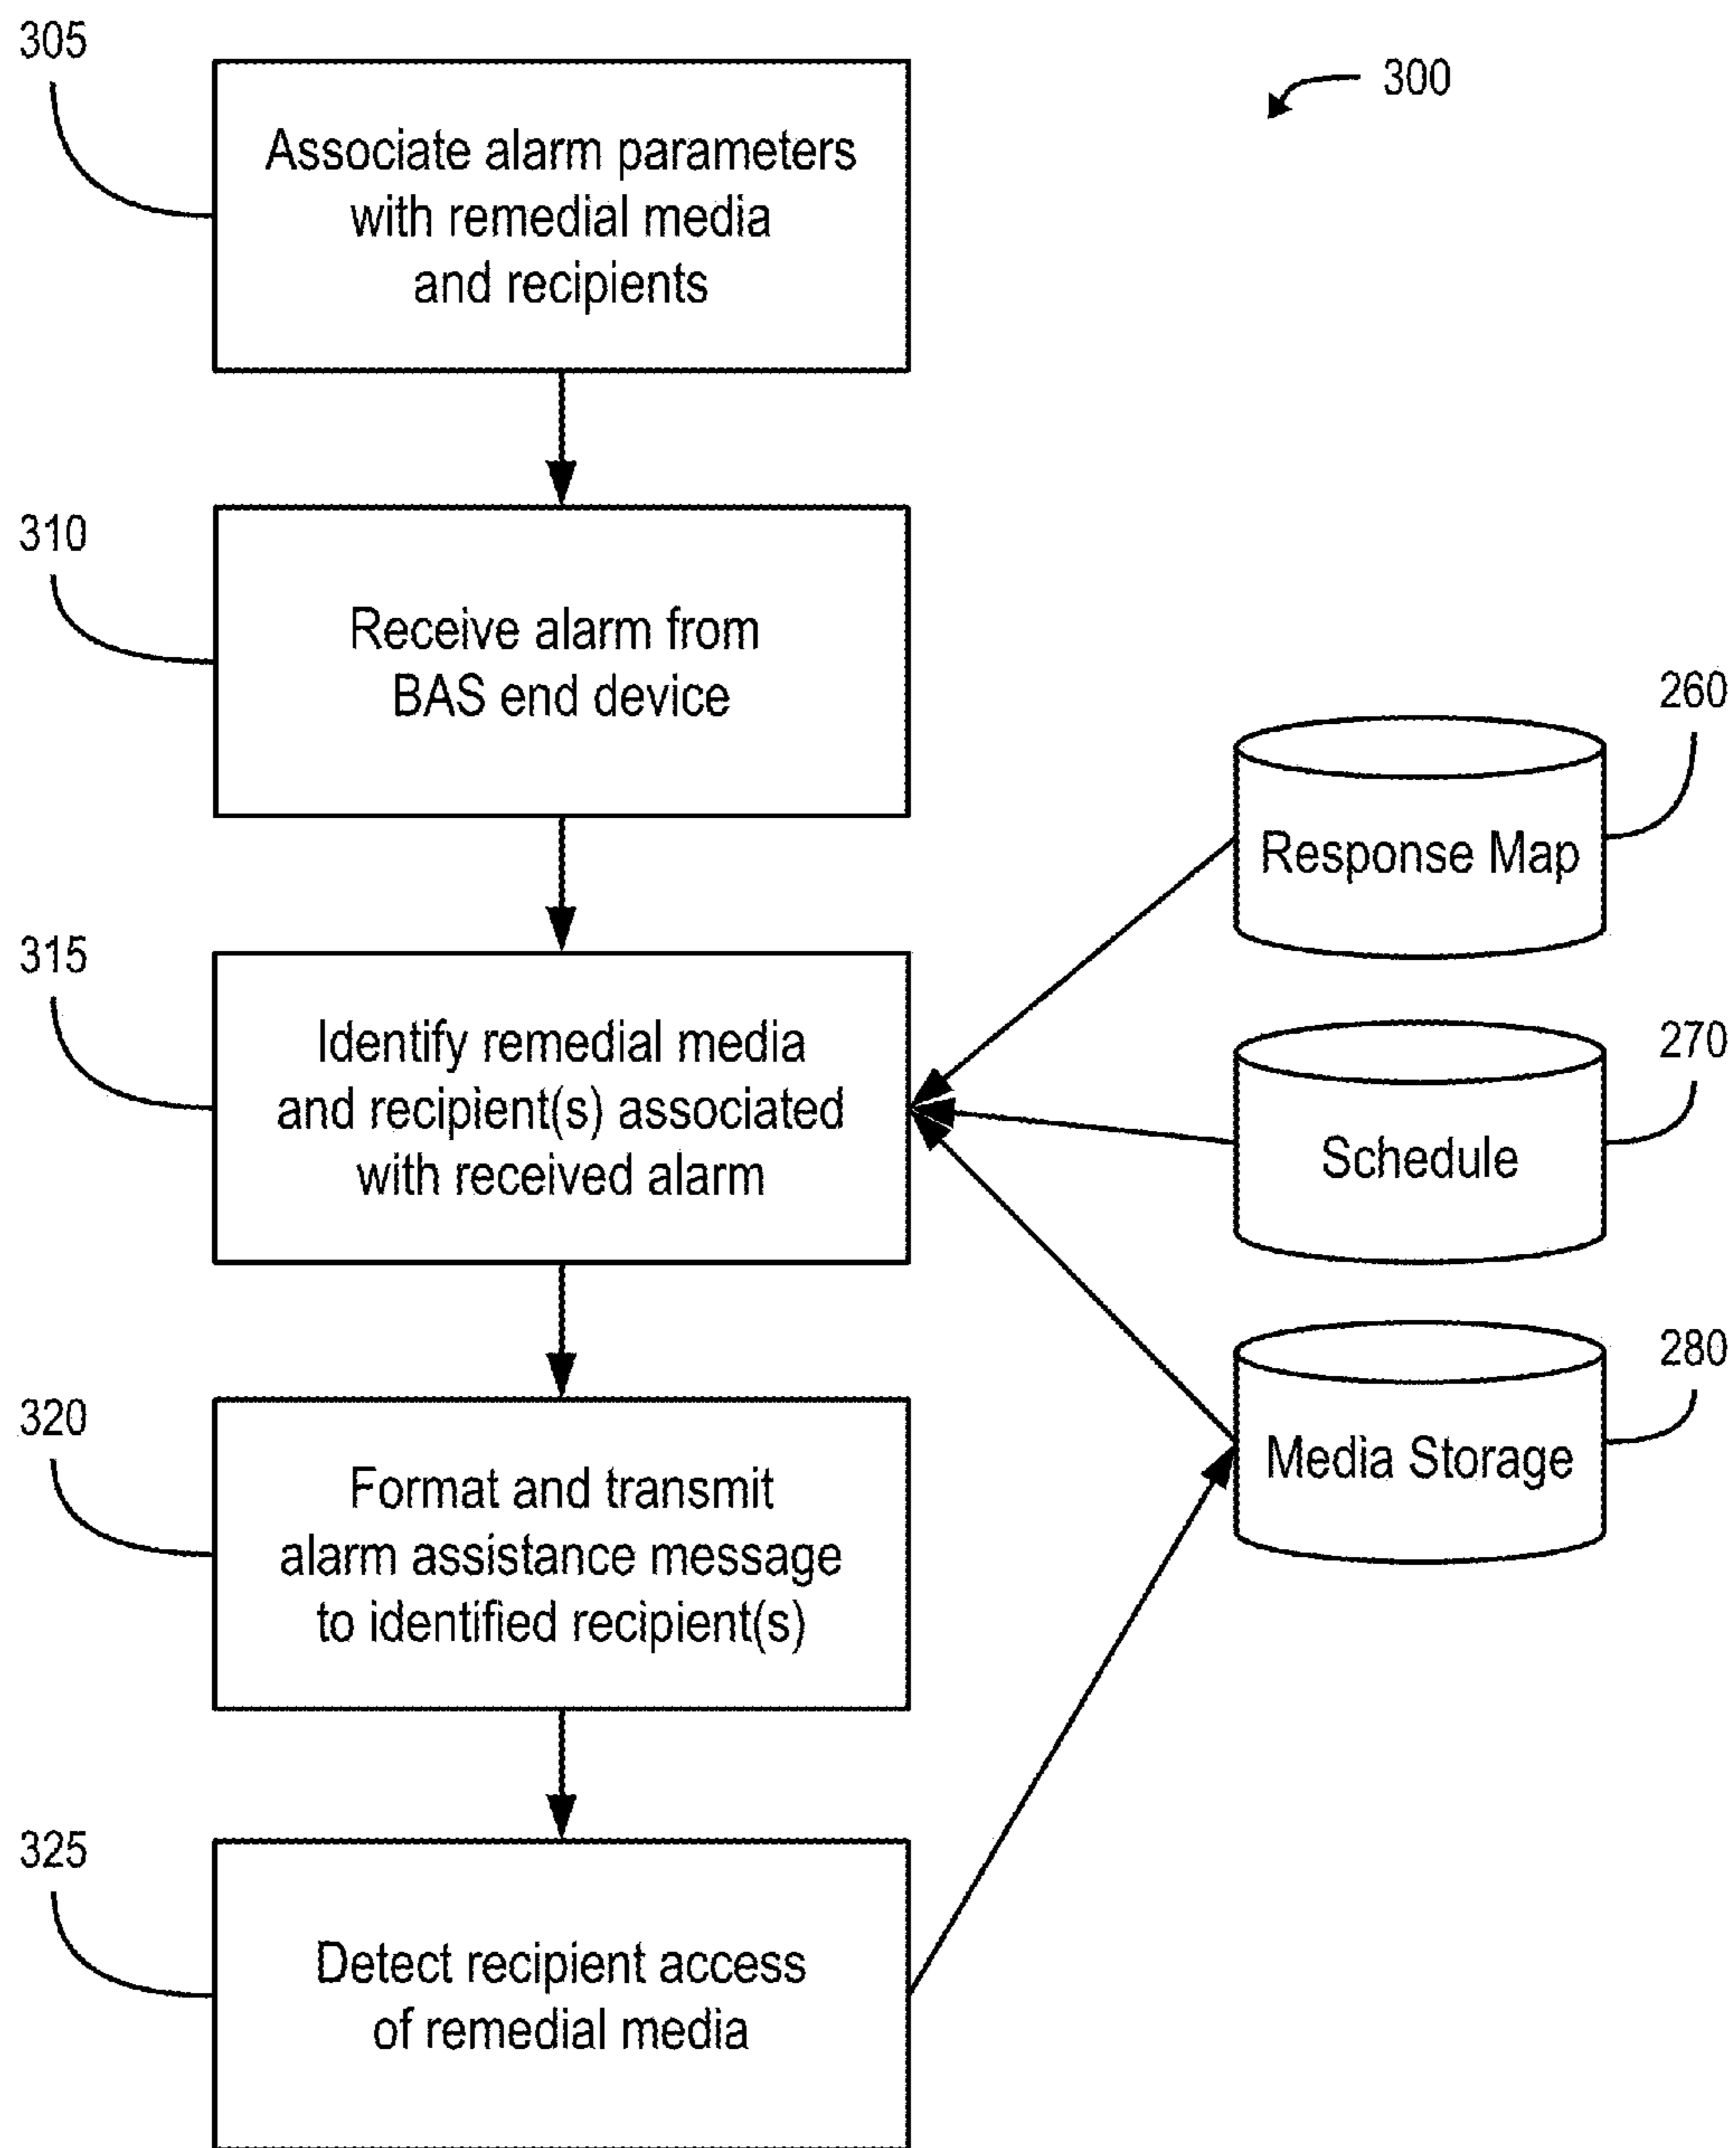 305
300
Associate alarm parameters
with remedial media
and recipients
310
Receive alarm from
BAS end device
260
Response Map
315
Identify remedial media
and recipient(s) associated
with received alarm
270
Schedule
280
Media Storage
320
Format and transmit
alarm assistance message
to identified recipient(s)
325
Detect recipient access
of remedial media